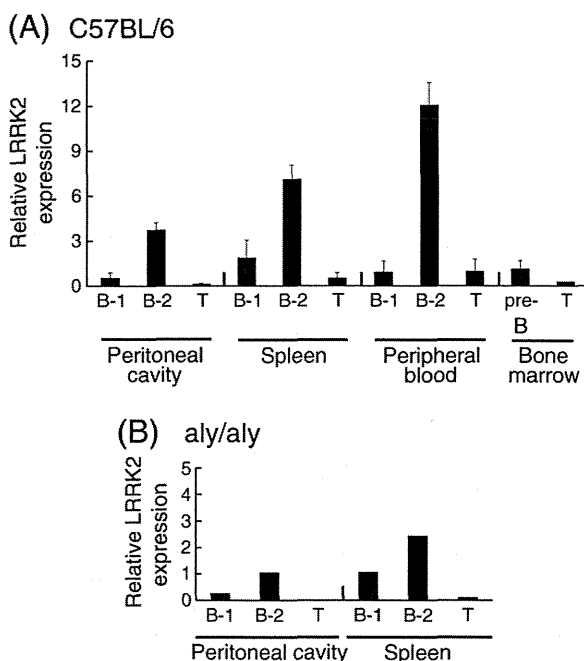 (A) C57BL/6
Relative LRRK2
expression
15
12
9
6
3
0
B-1 B-2 T B-1 B-2 T B-1 B-2 T pre-B T
Peritoneal cavity
Spleen
Peripheral blood
Bone marrow
(B) aly/aly
Relative LRRK2
expression
5
4
3
2
1
0
B-1 B-2 T B-1 B-2 T
Peritoneal cavity Spleen